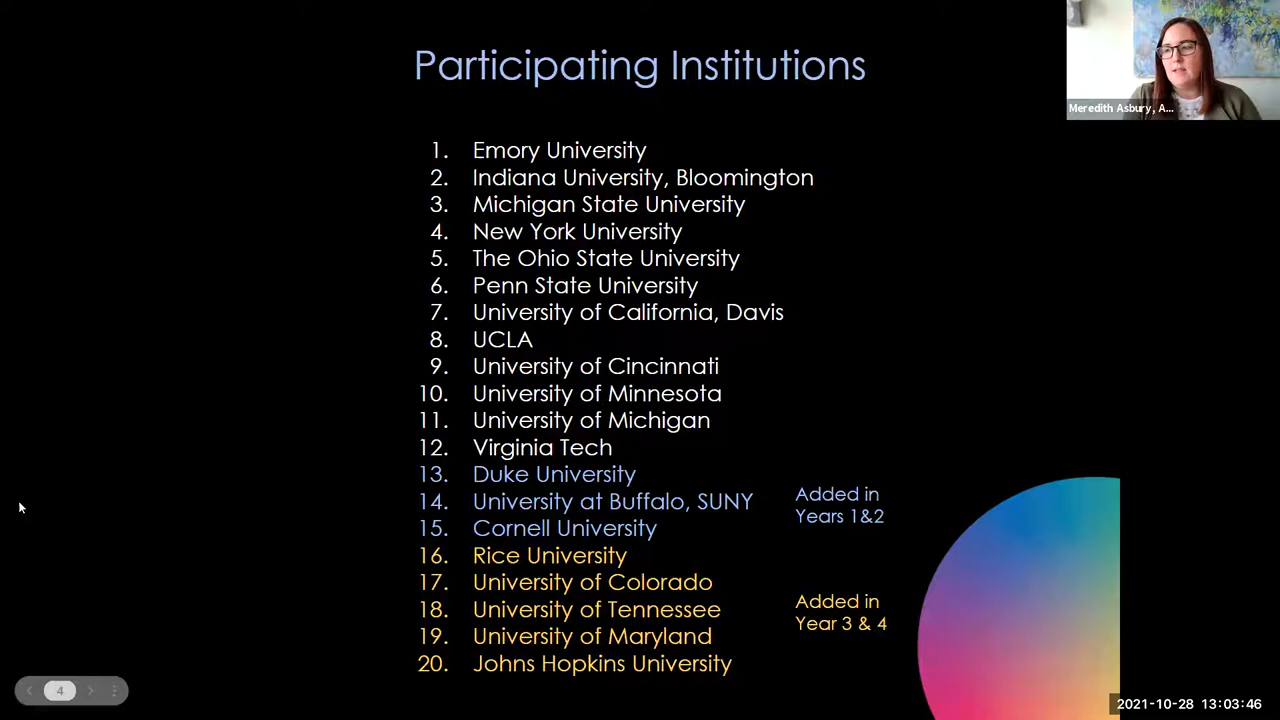 Participating Institutions
Meredith Asbury, A...
1. Emory University
2. Indiana University, Bloomington
3. Michigan State University
4. New York University
5. The Ohio State University
6. Penn State University
7. University of California, Davis
8. UCLA
9. University of Cincinnati
10. University of Minnesota
11. University of Michigan
12. Virginia Tech
13. Duke University
14. University at Buffalo, SUNY
15. Cornell University
Added in
Years 1&2
16. Rice University
17. University of Colorado
18. University of Tennessee
19. University of Maryland
20. Johns Hopkins University
Added in
Year 3 & 4
4
2021-10-28 13:03:46